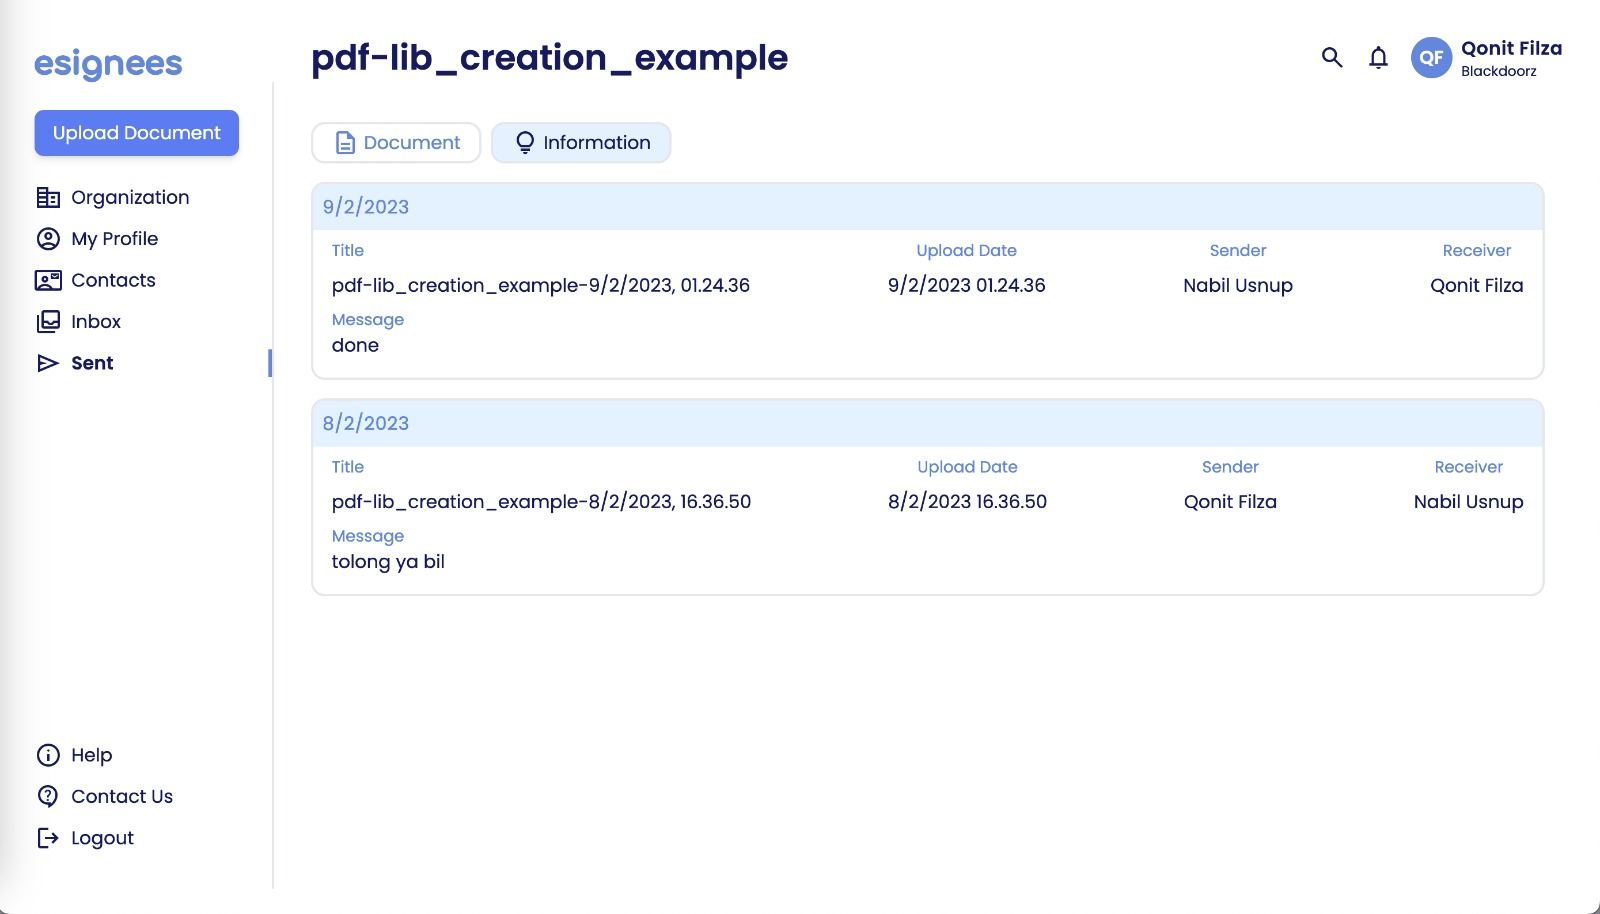 esignees
Upload Document
Organization
My Profile
Contacts
Inbox
Sent
Help
Contact Us
Logout
pdf-lib_creation_example
QF
Qonit Filza
Blackdoorz
Document
Information
9/2/2023
Title Upload Date Sender Receiver
pdf-lib_creation_example-9/2/2023, 01.24.36 9/2/2023 01.24.36 Nabil Usnup Qonit Filza
Message
done
8/2/2023
Title Upload Date Sender Receiver
pdf-lib_creation_example-8/2/2023, 16.36.50 8/2/2023 16.36.50 Qonit Filza Nabil Usnup
Message
tolong ya bil